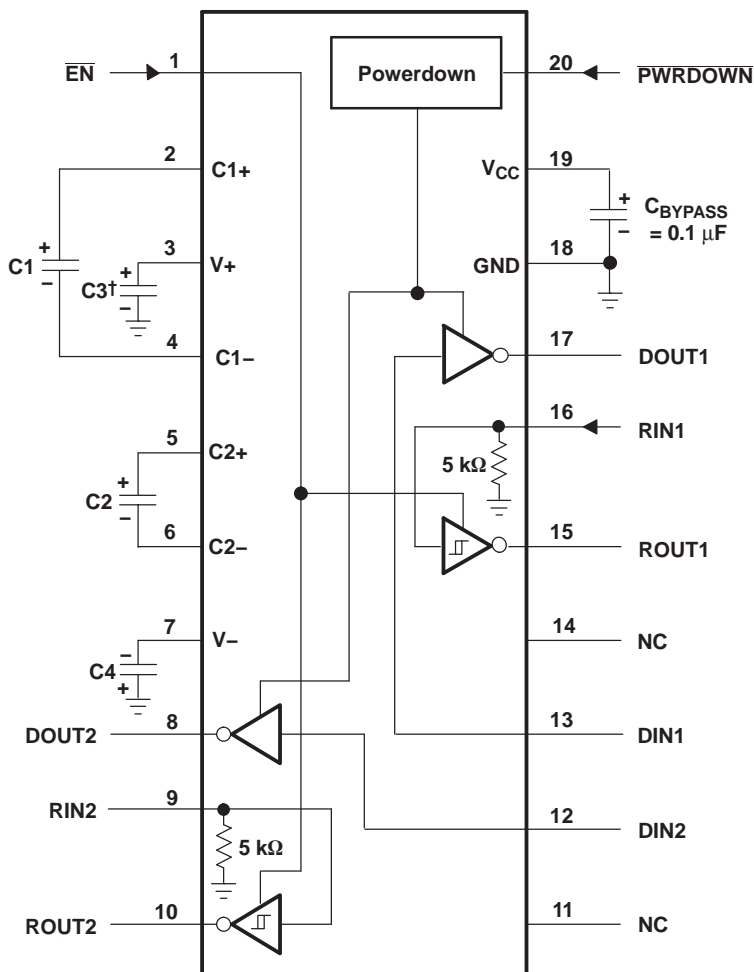 EN 1 Powerdown 20 PWRDOWN
2 C1+ VCC 19
+ CBYPASS
– = 0.1 µF
3 V+ GND 18
C1 + –
C3† + –
4 C1– 17 DOUT1
16 RIN1
5 C2+ 5 kΩ
C2 + –
6 C2– 15 ROUT1
7 V– 14 NC
C4 – +
DOUT2 8 13 DIN1
RIN2 9 12 DIN2
5 kΩ
ROUT2 10 11 NC